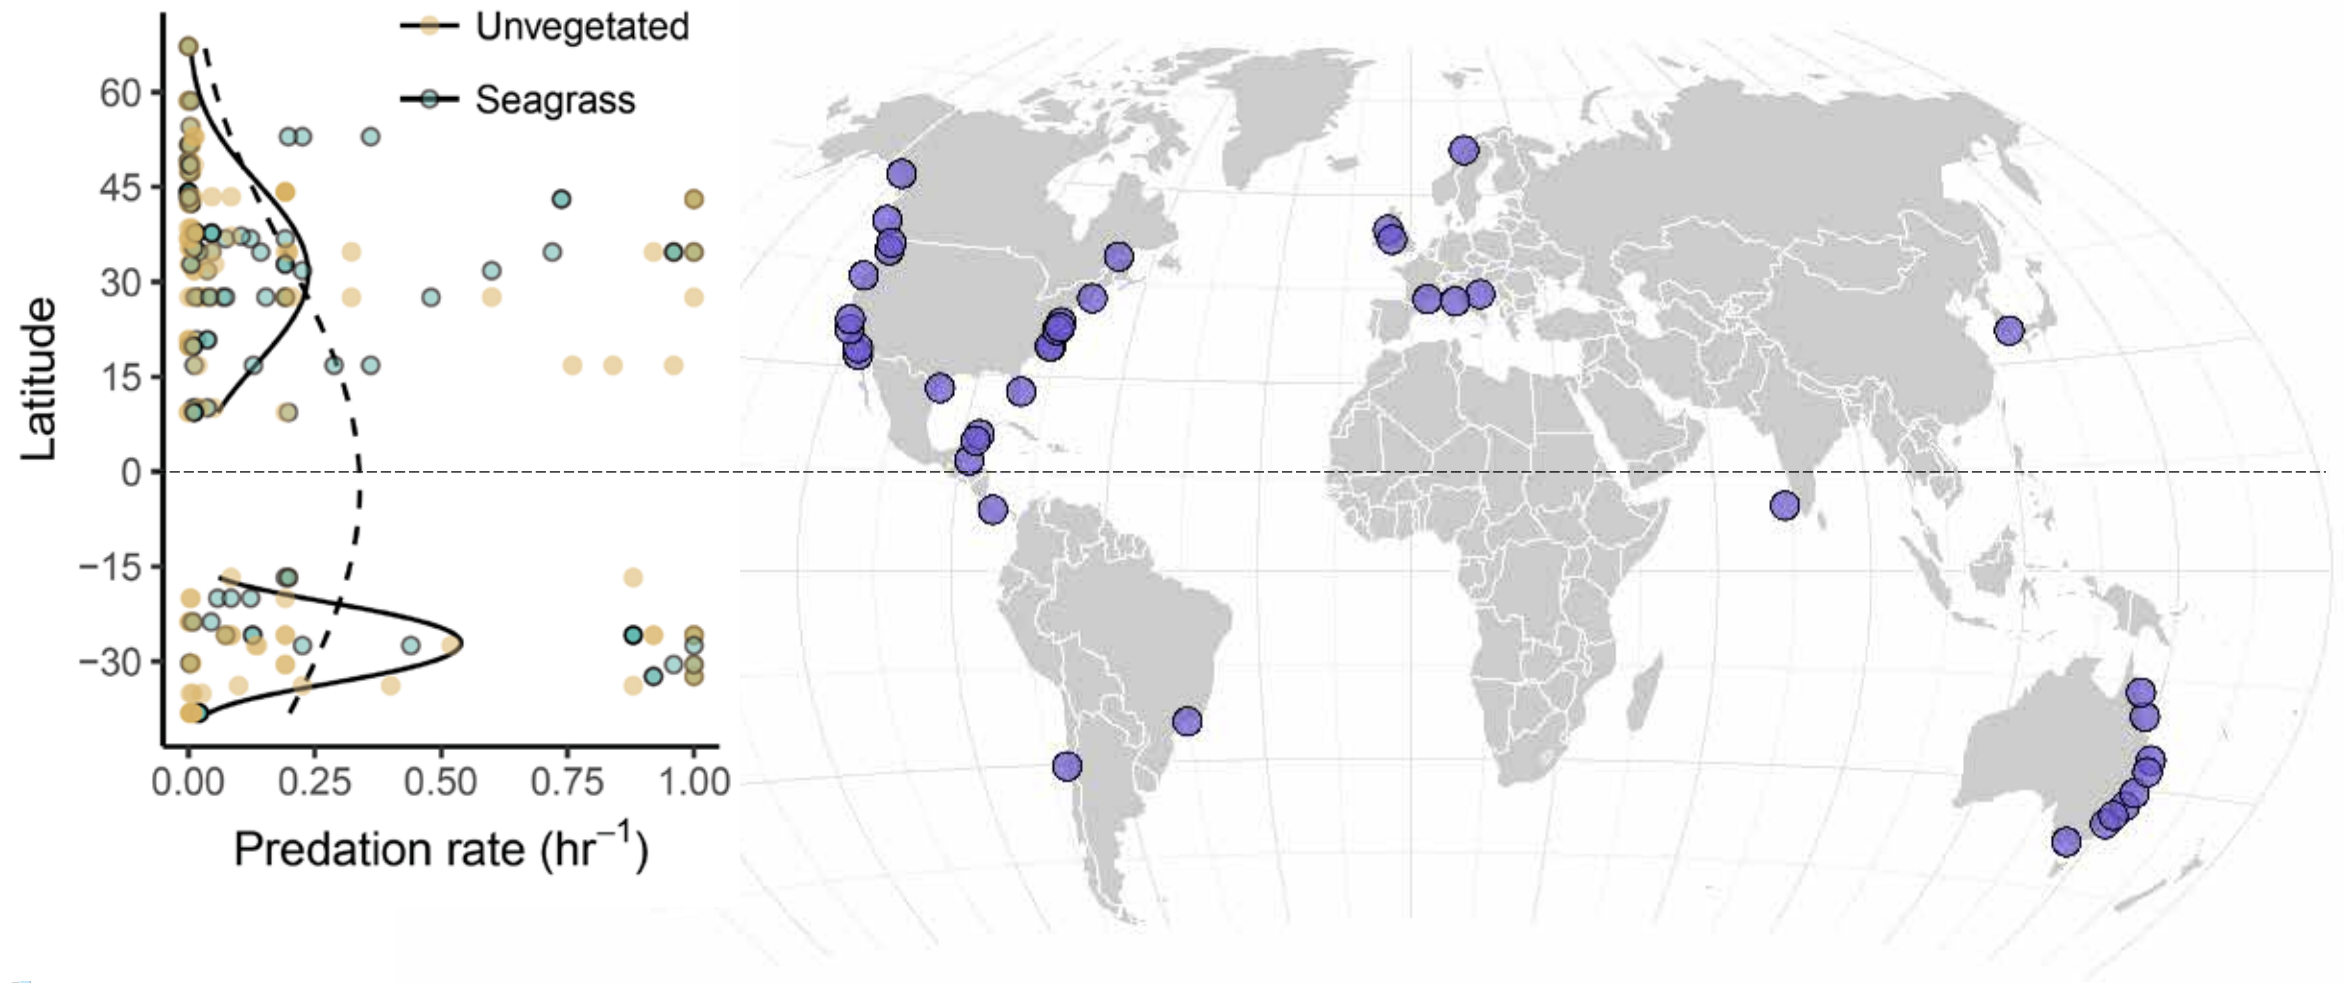 Unvegetated
Seagrass
60
45
30
15
0
−15
−30
Latitude
0.00 0.25 0.50 0.75 1.00
Predation rate (hr⁻¹)